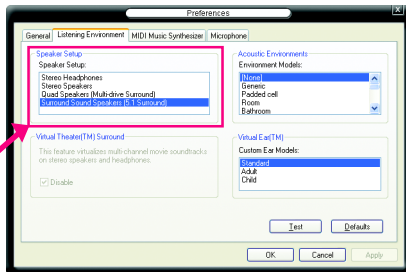 Preferences
X
General Listening Environment MIDI Music Synthesizer Microphone
Speaker Setup
Speaker Setup:
Stereo Headphones
Stereo Speakers
Quad Speakers (Multi-drive Surround)
Surround Sound Speakers (5.1 Surround)
Acoustic Environments
Environment Models:
(None)
Generic
Padded cell
Room
Bathroom
Virtual Theater(TM) Surround
This feature virtualizes multi-channel movie soundtracks
on stereo speakers and headphones.
Disable
Virtual Ear(TM)
Custom Ear Models:
Standard
Adult
Child
Test Defaults
OK Cancel Apply